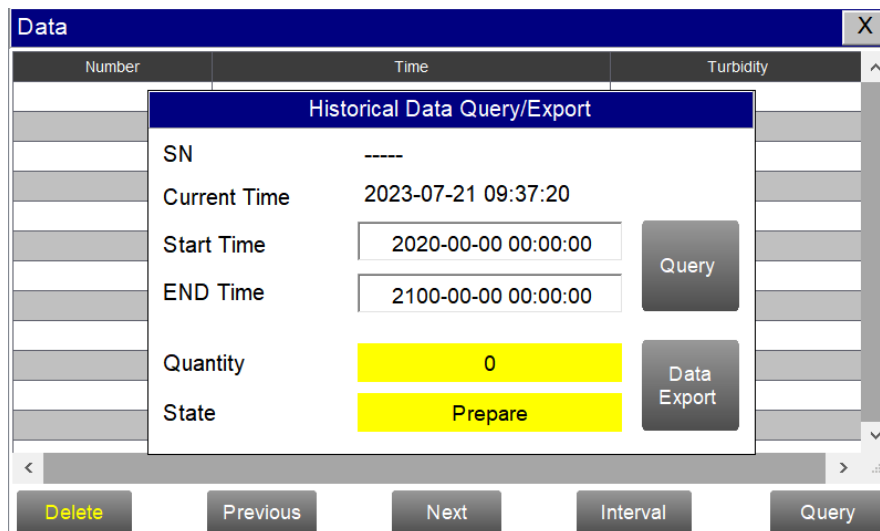 Data X
Number Time Turbidity
Historical Data Query/Export
SN -----
Current Time 2023-07-21 09:37:20
Start Time 2020-00-00 00:00:00
Query
END Time 2100-00-00 00:00:00
Quantity 0
Data
Export
State Prepare
Delete Previous Next Interval Query